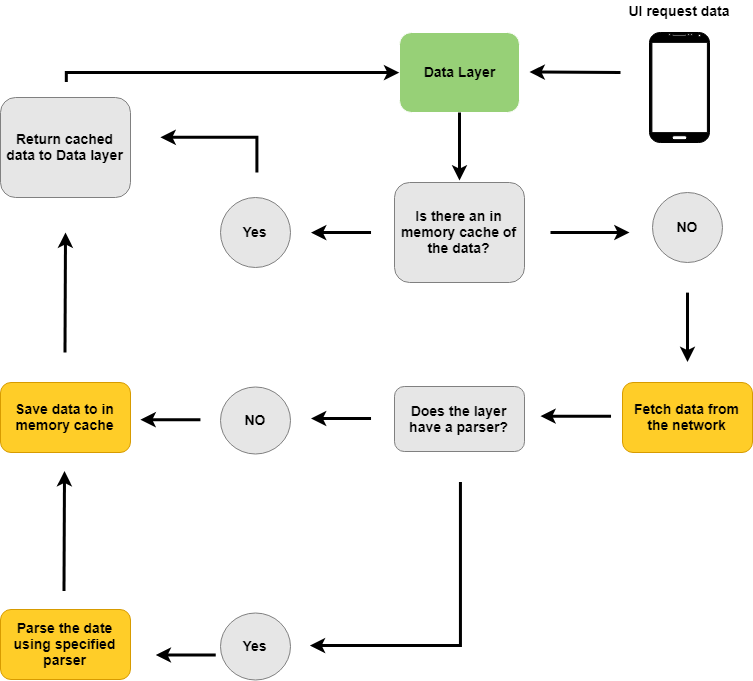 UI request data
Data Layer
Return cached
data to Data layer
Yes
Is there an in
memory cache of
the data?
NO
Save data to in
memory cache
NO
Does the layer
have a parser?
Fetch data from
the network
Parse the date
using specified
parser
Yes